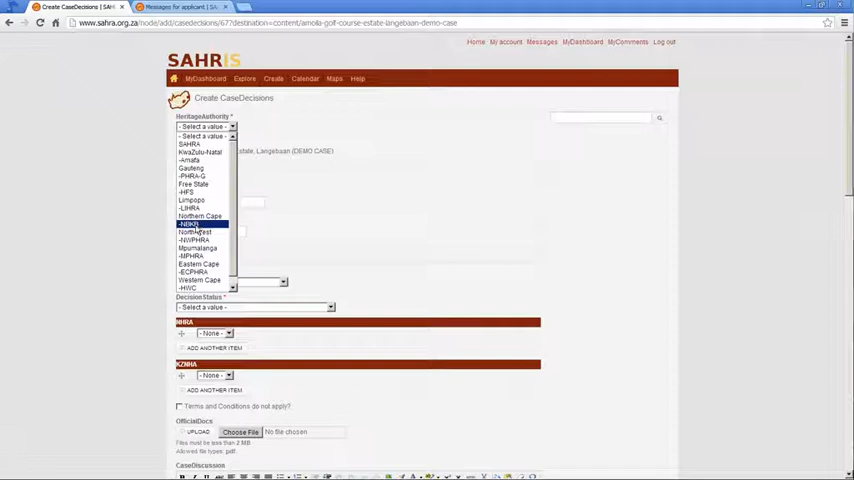 Create CaseDecisions | SAH
Messages for applicant | S
www.sahra.org.za/node/add/casedecisions/677destination=content/amoila-golf-course-estate-langebaan-demo-case
Home | My account | Messages | MyDashboard | MyComments | Log out
SAHRIS
MyDashboard Explore Create Calendar Maps Help
Create CaseDecisions
HeritageAuthority *
- Select a value -
- Select a value -
SAHRA
KwaZulu-Natal
estate, Langebaan (DEMO CASE)
-Amafa
Gauteng
-PHRA-G
Free State
-HFS
Limpopo
-LIHRA
Northern Cape
-NBKB
North West
-NWPHRA
Mpumalanga
-MPHRA
Eastern Cape
-ECPHRA
Western Cape
-HWC
DecisionStatus *
- Select a value -
NHRA
- None -
ADD ANOTHER ITEM
KZNHA
- None -
ADD ANOTHER ITEM
Terms and Conditions do not apply?
OfficialDocs
UPLOAD Choose File No file chosen
Files must be less than 2 MB
Allowed file types: pdf.
CaseDiscussion